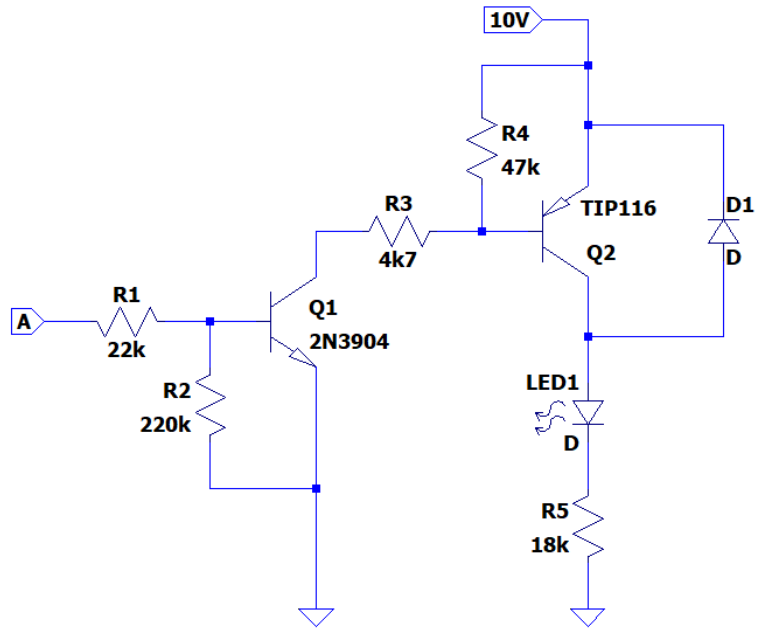 10V
R4
47k
TIP116
D1
D
R3
4k7
Q2
A
R1
22k
Q1
2N3904
R2
220k
LED1
D
R5
18k